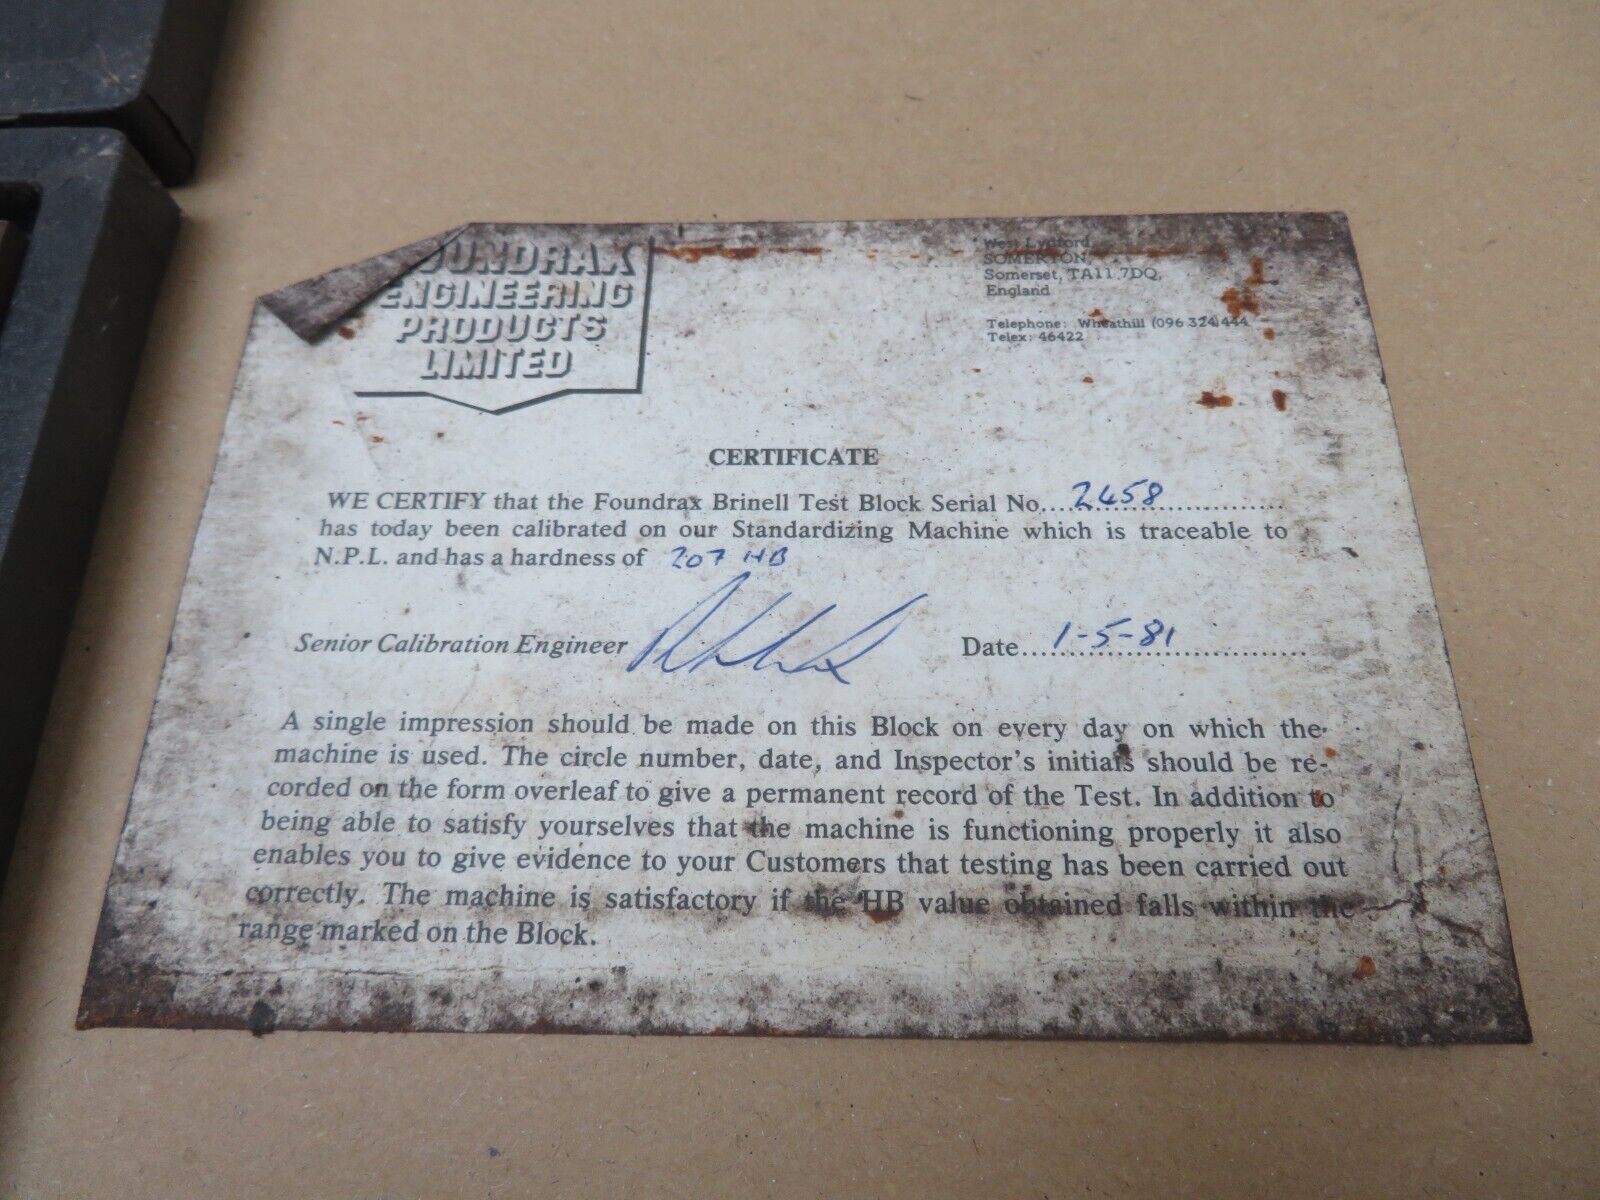 FOUNDRAX
ENGINEERING
PRODUCTS
LIMITED
West Lydford,
SOMERTON,
Somerset, TA11 7DQ,
England
Telephone: Wheathill (096 324) 444
Telex: 46422
CERTIFICATE
WE CERTIFY that the Foundrax Brinell Test Block Serial No....2458....
has today been calibrated on our Standardizing Machine which is traceable to
N.P.L. and has a hardness of 207 HB
Senior Calibration Engineer
Date....1-5-81....
A single impression should be made on this Block on every day on which the
machine is used. The circle number, date, and Inspector's initials should be re-
corded on the form overleaf to give a permanent record of the Test. In addition to
being able to satisfy yourselves that the machine is functioning properly it also
enables you to give evidence to your Customers that testing has been carried out
correctly. The machine is satisfactory if the HB value obtained falls within the
range marked on the Block.